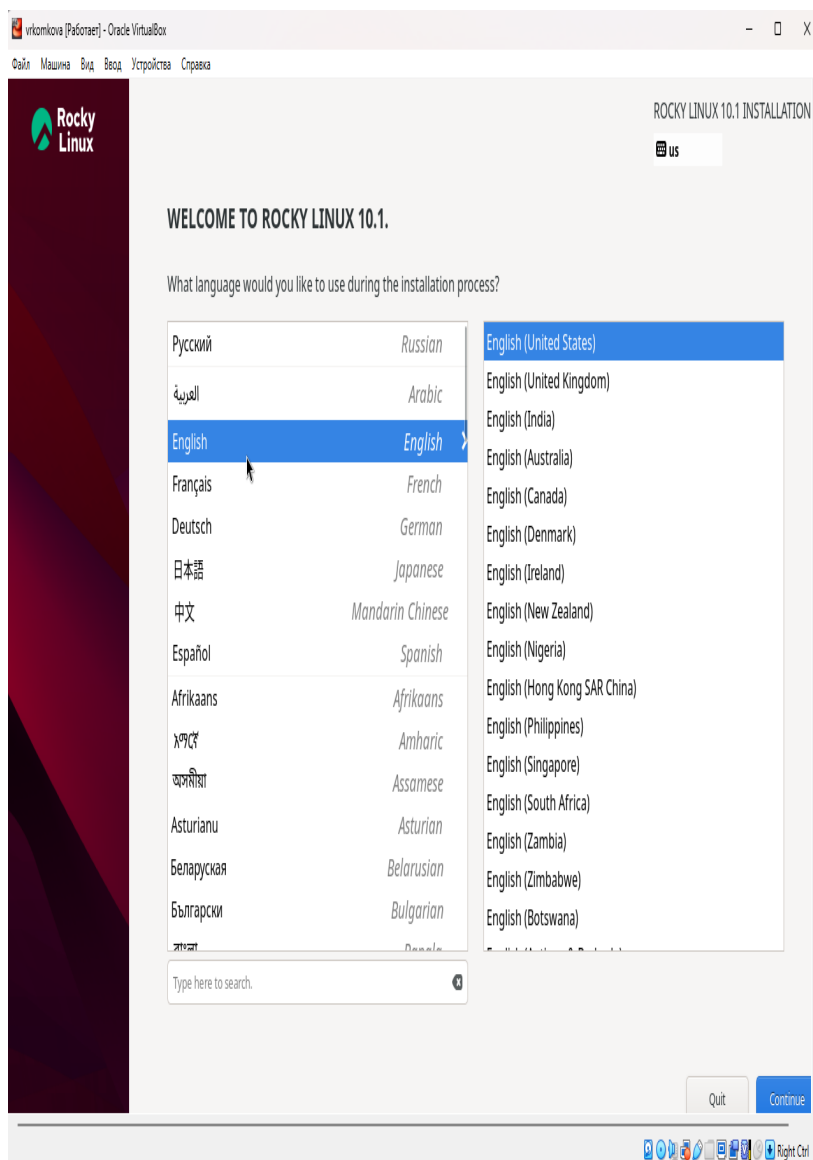 vrkomkova [Работает] - Oracle VirtualBox
Файл Машина Вид Ввод Устройства Справка
Rocky
Linux
ROCKY LINUX 10.1 INSTALLATION
us
WELCOME TO ROCKY LINUX 10.1.
What language would you like to use during the installation process?
Русский Russian
العربية Arabic
English English
Français French
Deutsch German
日本語 Japanese
中文 Mandarin Chinese
Español Spanish
Afrikaans Afrikaans
አማርኛ Amharic
অসমীয়া Assamese
Asturianu Asturian
Беларуская Belarusian
Български Bulgarian
English (United States)
English (United Kingdom)
English (India)
English (Australia)
English (Canada)
English (Denmark)
English (Ireland)
English (New Zealand)
English (Nigeria)
English (Hong Kong SAR China)
English (Philippines)
English (Singapore)
English (South Africa)
English (Zambia)
English (Zimbabwe)
English (Botswana)
Type here to search.
Quit Continue
Right Ctrl